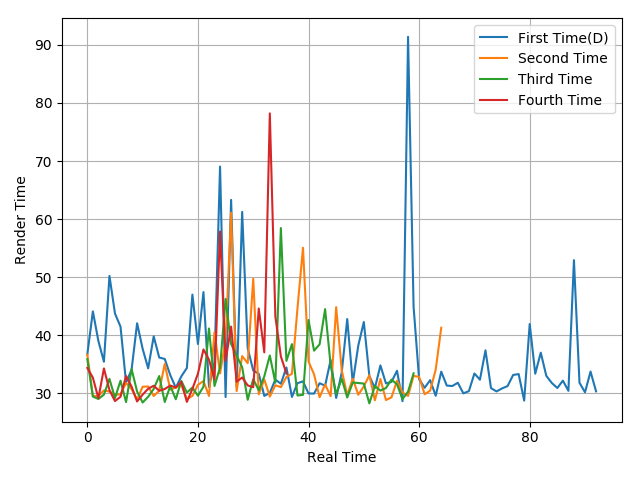 First Time(D)
Second Time
Third Time
Fourth Time
90
80
70
60
50
40
30
Render Time
0 20 40 60 80
Real Time